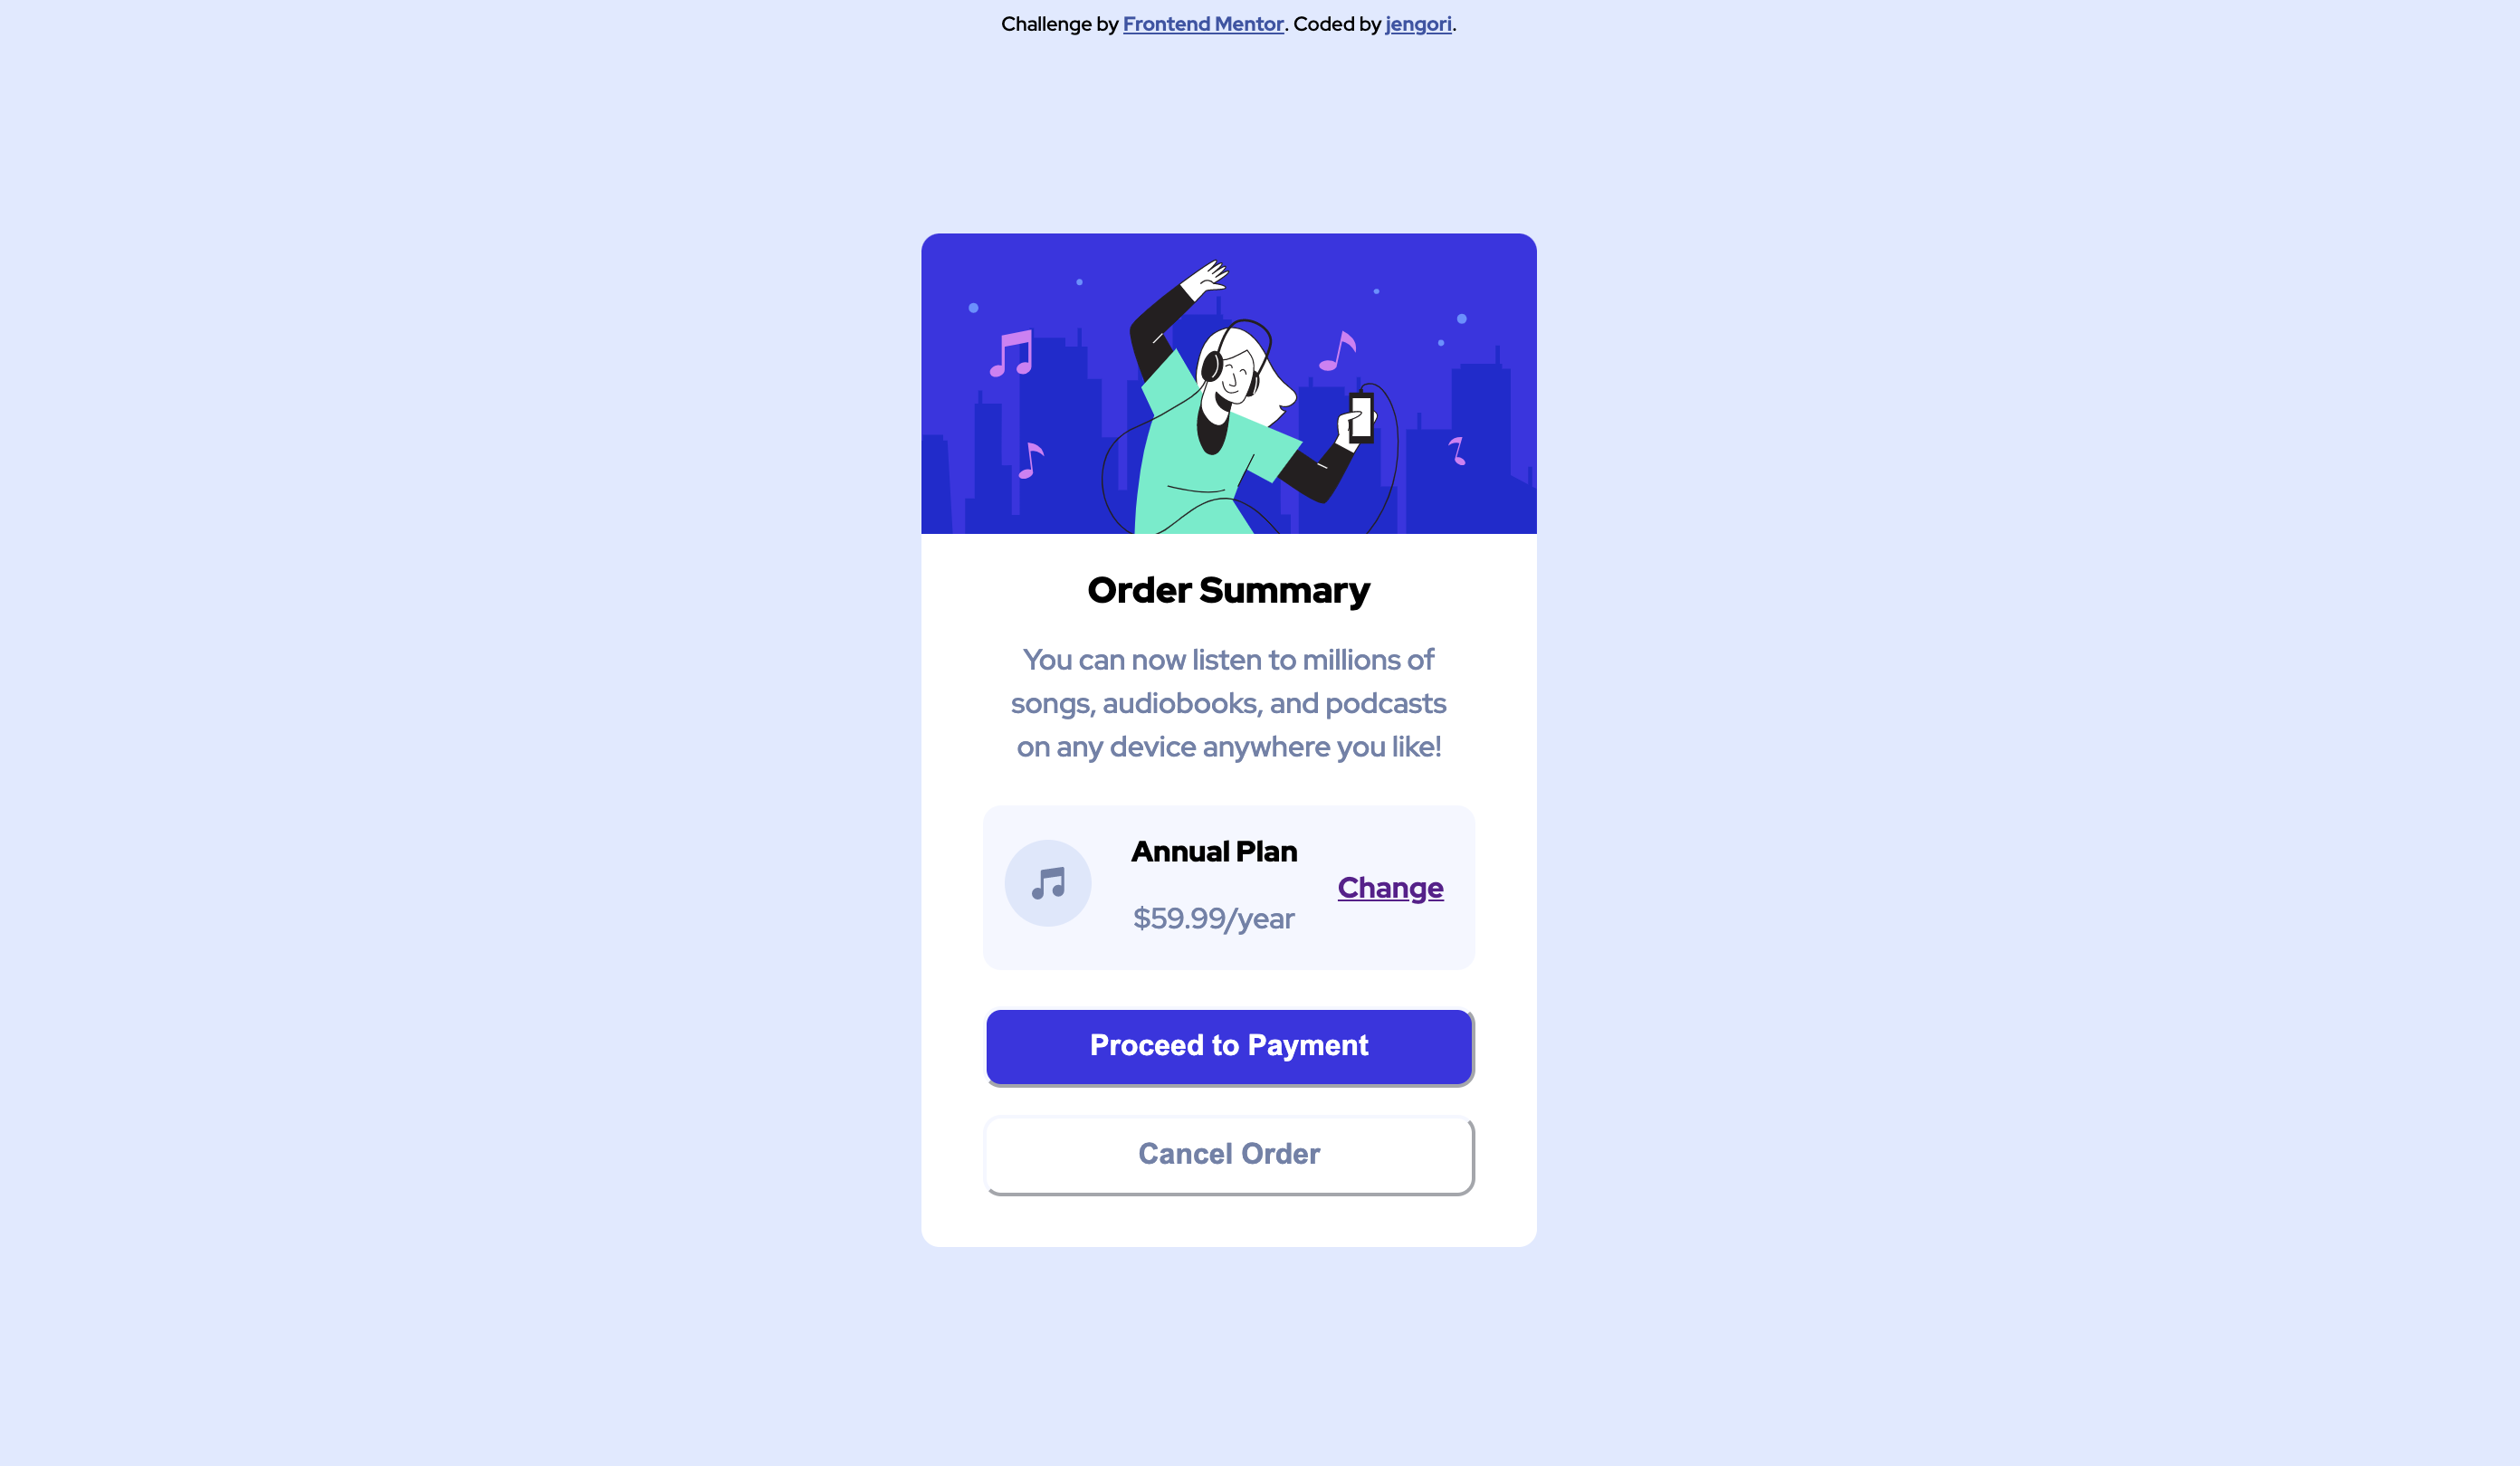 Challenge by Frontend Mentor. Coded by jengori.
Order Summary
You can now listen to millions of
songs, audiobooks, and podcasts
on any device anywhere you like!
Annual Plan
$59.99/year
Change
Proceed to Payment
Cancel Order